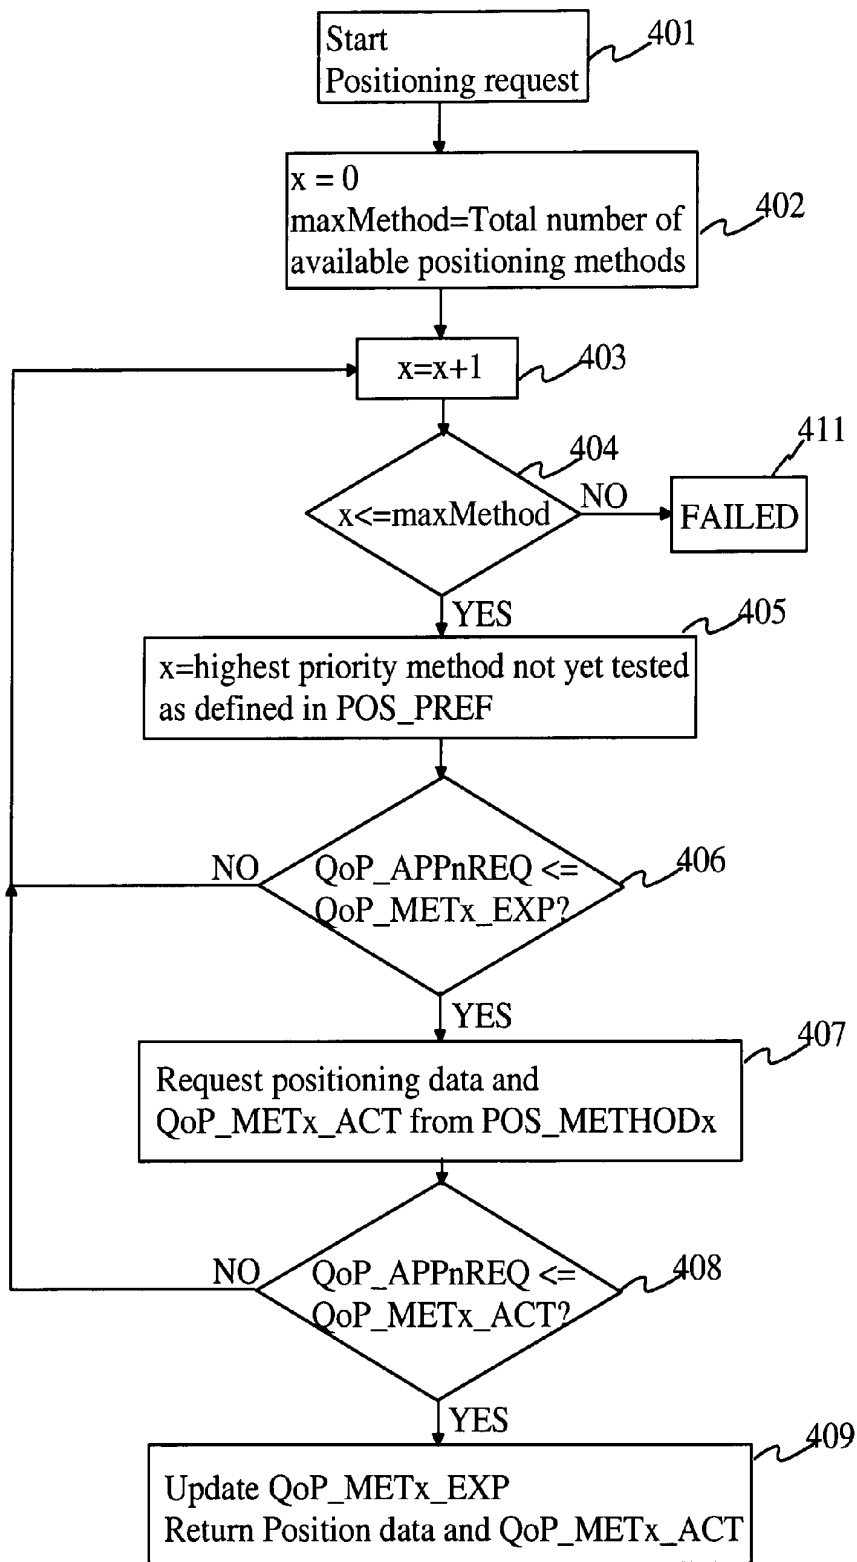 Start
Positioning request
401
x = 0
maxMethod=Total number of
available positioning methods
402
x=x+1
403
404
x<=maxMethod
NO
411
FAILED
YES
405
x=highest priority method not yet tested
as defined in POS_PREF
NO
QoP_APPnREQ <=
QoP_METx_EXP?
406
YES
407
Request positioning data and
QoP_METx_ACT from POS_METHODx
NO
QoP_APPnREQ <=
QoP_METx_ACT?
408
YES
409
Update QoP_METx_EXP
Return Position data and QoP_METx_ACT